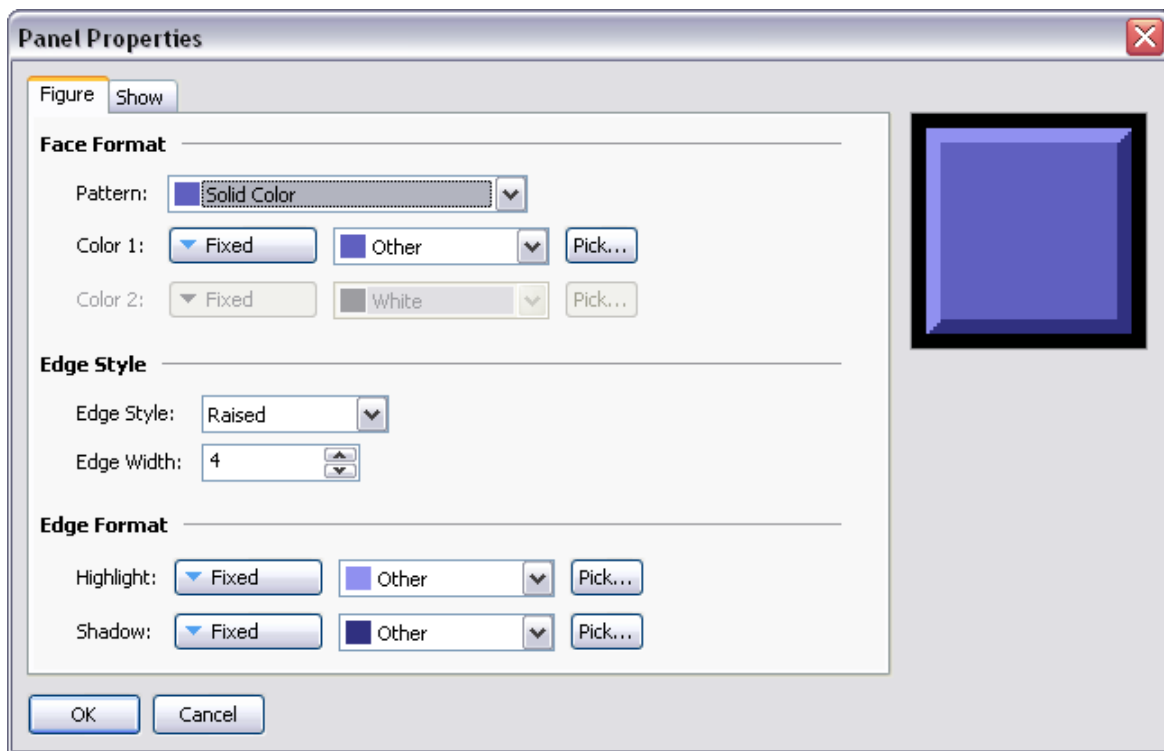 Panel Properties
Figure Show
Face Format
Pattern: Solid Color
Color 1: Fixed Other Pick...
Color 2: Fixed White Pick...
Edge Style
Edge Style: Raised
Edge Width: 4
Edge Format
Highlight: Fixed Other Pick...
Shadow: Fixed Other Pick...
OK Cancel